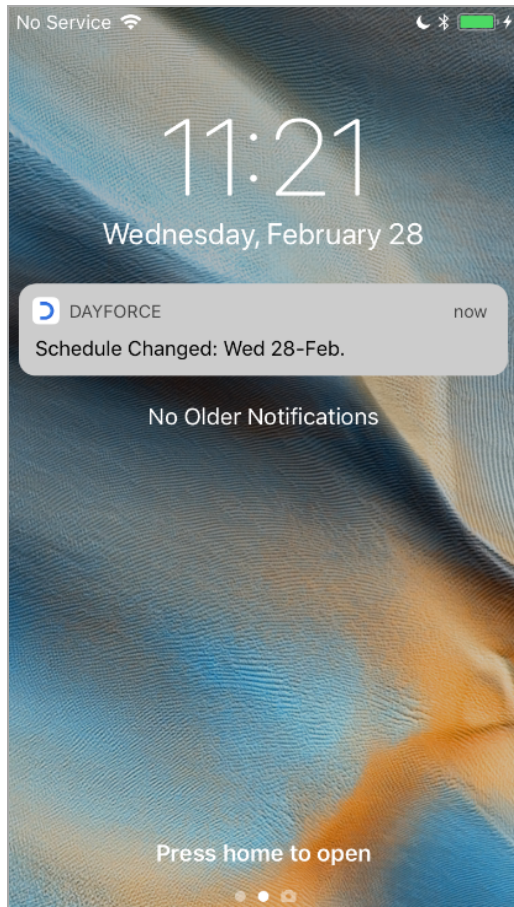 No Service
11:21
Wednesday, February 28
DAYFORCE now
Schedule Changed: Wed 28-Feb.
No Older Notifications
Press home to open